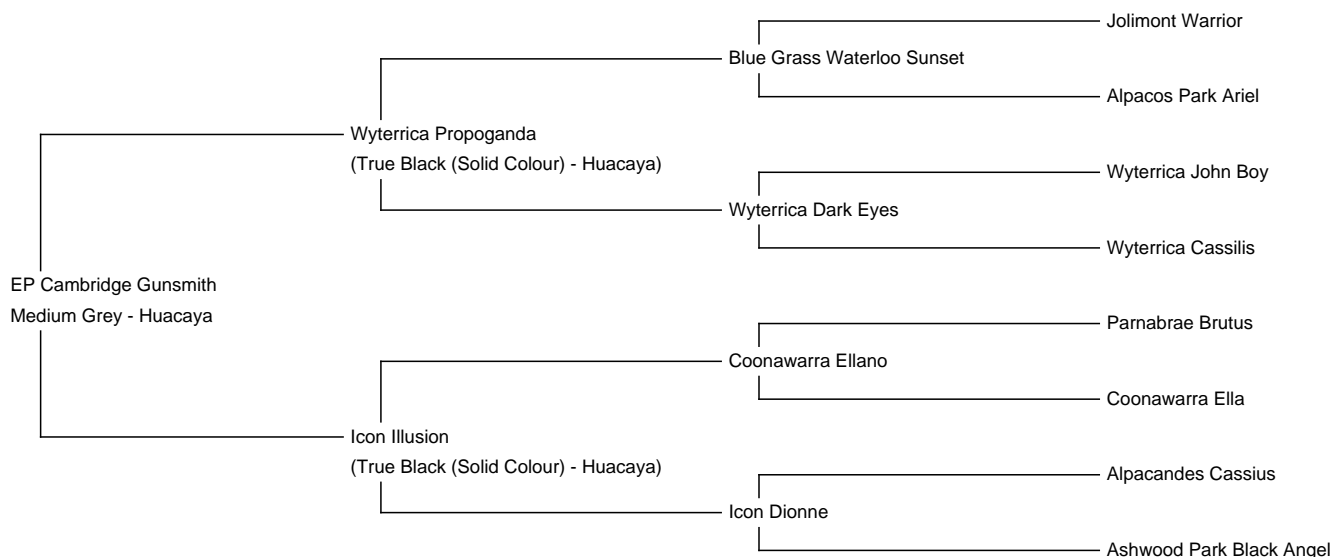 Jolimont Warrior
Blue Grass Waterloo Sunset
Alpacos Park Ariel
Wyterrica Propoganda
(True Black (Solid Colour) - Huacaya)
Wyterrica John Boy
Wyterrica Dark Eyes
Wyterrica Cassilis
EP Cambridge Gunsmith
Medium Grey - Huacaya
Parnabrae Brutus
Coonawarra Ellano
Coonawarra Ella
Icon Illusion
(True Black (Solid Colour) - Huacaya)
Alpacandes Cassius
Icon Dionne
Ashwood Park Black Angel